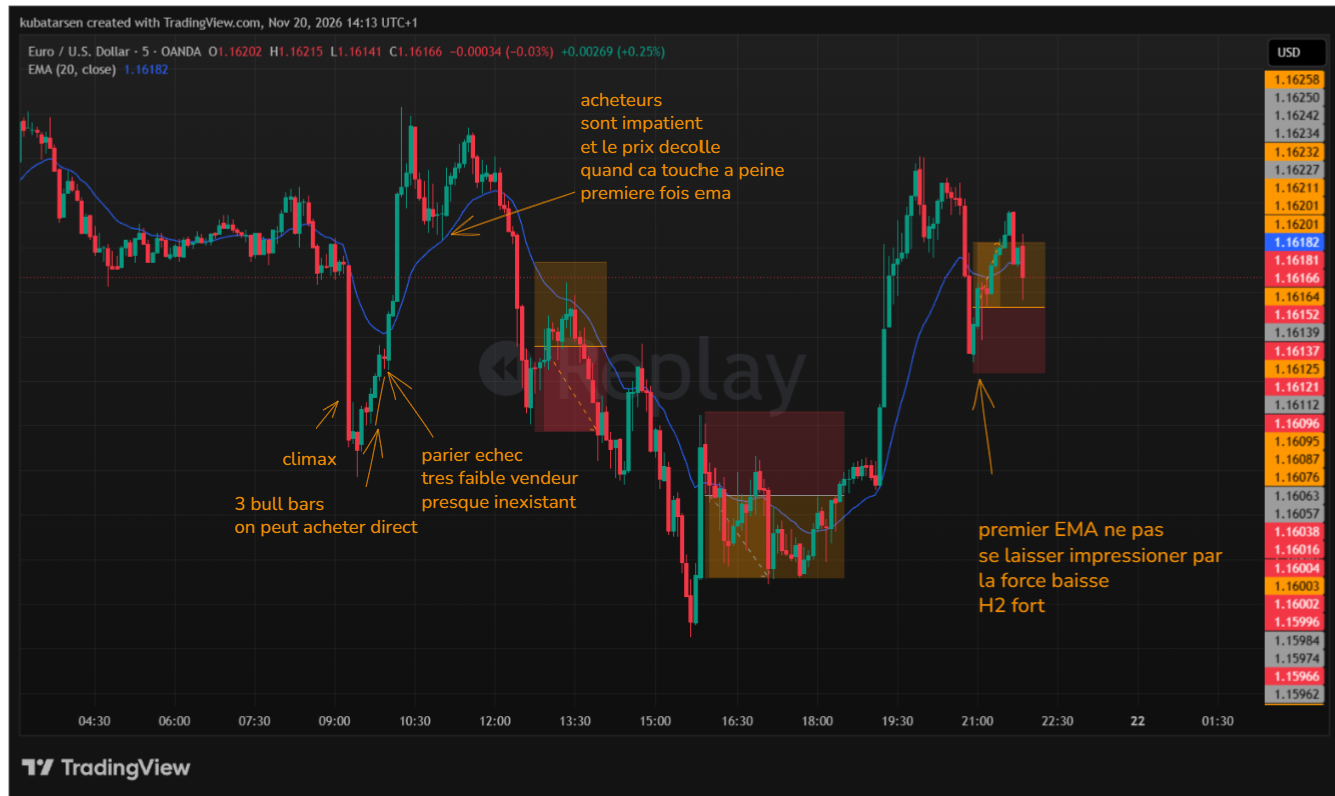 kubatarsen created with TradingView.com, Nov 20, 2026 14:13 UTC+1
Euro / U.S. Dollar · 5 · OANDA O1.16202 H1.16215 L1.16141 C1.16166 −0.00034 (−0.03%) +0.00269 (+0.25%)
EMA (20, close) 1.16182
USD
acheteurs
sont impatient
et le prix decolle
quand ca touche a peine
premiere fois ema
Replay
climax
3 bull bars
on peut acheter direct
parier echec
tres faible vendeur
presque inexistant
premier EMA ne pas
se laisser impressioner par
la force baisse
H2 fort
1.16258
1.16250
1.16242
1.16234
1.16232
1.16227
1.16211
1.16201
1.16201
1.16182
1.16181
1.16166
1.16164
1.16152
1.16139
1.16137
1.16125
1.16121
1.16112
1.16096
1.16095
1.16087
1.16076
1.16063
1.16057
1.16038
1.16016
1.16004
1.16003
1.16002
1.15996
1.15984
1.15974
1.15966
1.15962
04:30 06:00 07:30 09:00 10:30 12:00 13:30 15:00 16:30 18:00 19:30 21:00 22:30 22 01:30
TradingView